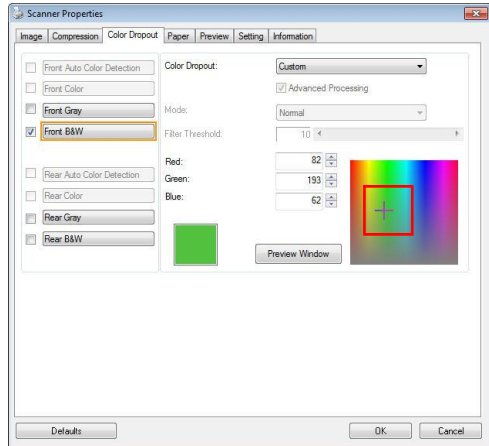 Scanner Properties
Image Compression Color Dropout Paper Preview Setting Information
Front Auto Color Detection
Front Color
Front Gray
Front B&W
Rear Auto Color Detection
Rear Color
Rear Gray
Rear B&W
Color Dropout: Custom
Advanced Processing
Mode: Normal
Filter Threshold: 10
Red: 82
Green: 193
Blue: 62
Preview Window
Defaults OK Cancel